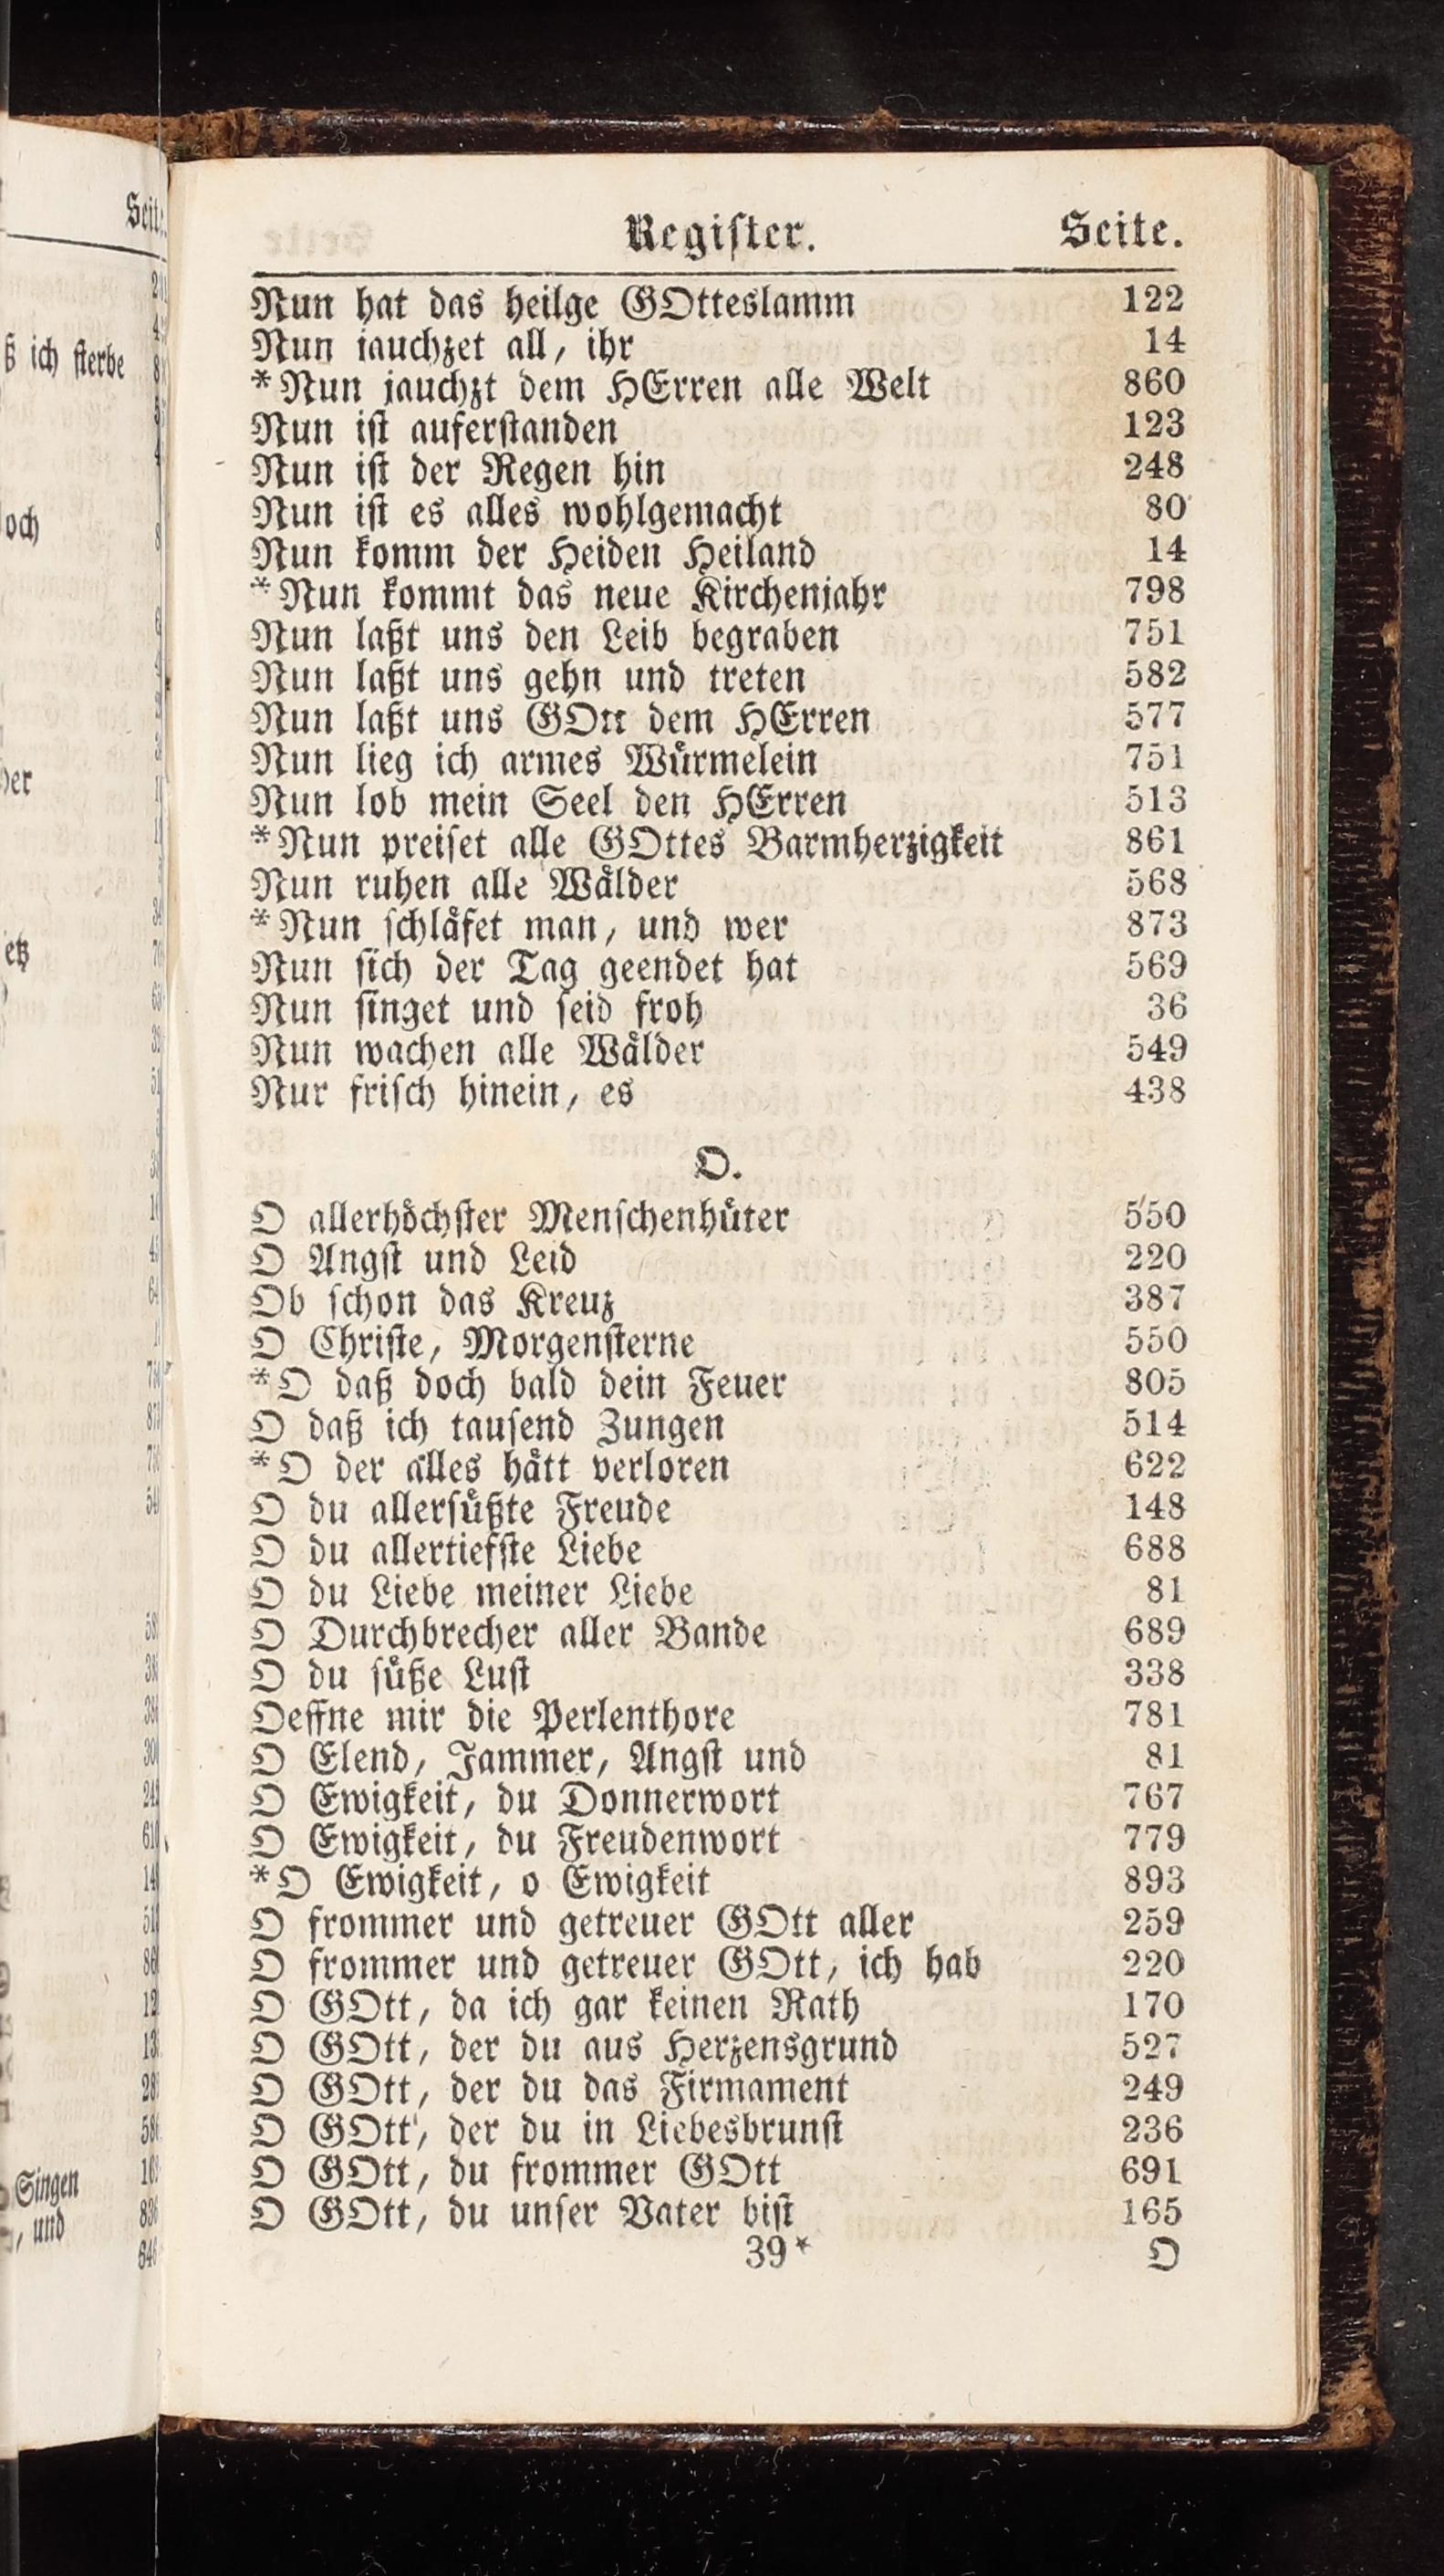 Register. Seite.
Nun hat das heilge GOtteslamm 122
Nun jauchzet all, ihr 14
*Nun jauchzt dem HErren alle Welt 860
Nun ist auferstanden 123
Nun ist der Regen hin 248
Nun ist es alles wohlgemacht 80
Nun komm der Heiden Heiland 14
*Nun kommt das neue Kirchenjahr 798
Nun laßt uns den Leib begraben 751
Nun laßt uns gehn und treten 582
Nun laßt uns GOtt dem HErren 577
Nun lieg ich armes Würmelein 751
Nun lob mein Seel den HErren 513
*Nun preiset alle GOttes Barmherzigkeit 861
Nun ruhen alle Wälder 568
*Nun schläfet man, und wer 873
Nun sich der Tag geendet hat 569
Nun singet und seid froh 36
Nun wachen alle Wälder 549
Nur frisch hinein, es 438
O.
O allerhöchster Menschenhüter 550
O Angst und Leid 220
Ob schon das Kreuz 387
O Christe, Morgensterne 550
*O daß doch bald dein Feuer 805
O daß ich tausend Zungen 514
*O der alles hätt verloren 622
O du allersüßte Freude 148
O du allertiefste Liebe 688
O du Liebe meiner Liebe 81
O Durchbrecher aller Bande 689
O du süße Lust 338
Oeffne mir die Perlenthore 781
O Elend, Jammer, Angst und 81
O Ewigkeit, du Donnerwort 767
O Ewigkeit, du Freudenwort 779
*O Ewigkeit, o Ewigkeit 893
O frommer und getreuer GOtt aller 259
O frommer und getreuer GOtt, ich hab 220
O GOtt, da ich gar keinen Rath 170
O GOtt, der du aus Herzensgrund 527
O GOtt, der du das Firmament 249
O GOtt, der du in Liebesbrunst 236
O GOtt, du frommer GOtt 691
O GOtt, du unser Vater bist 165
39* O